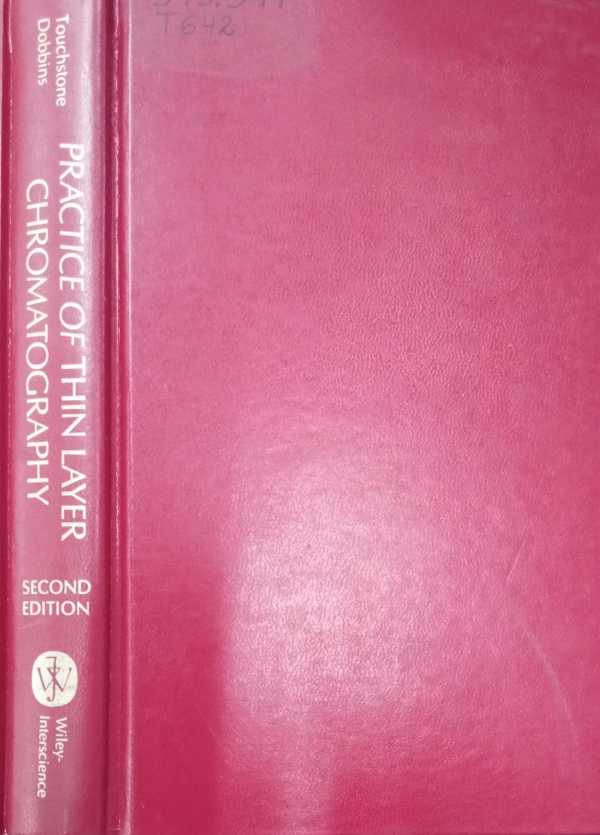 T642
Touchstone
Dobbins
PRACTICE OF THIN LAYER
CHROMATOGRAPHY
SECOND
EDITION
Wiley-
Interscience